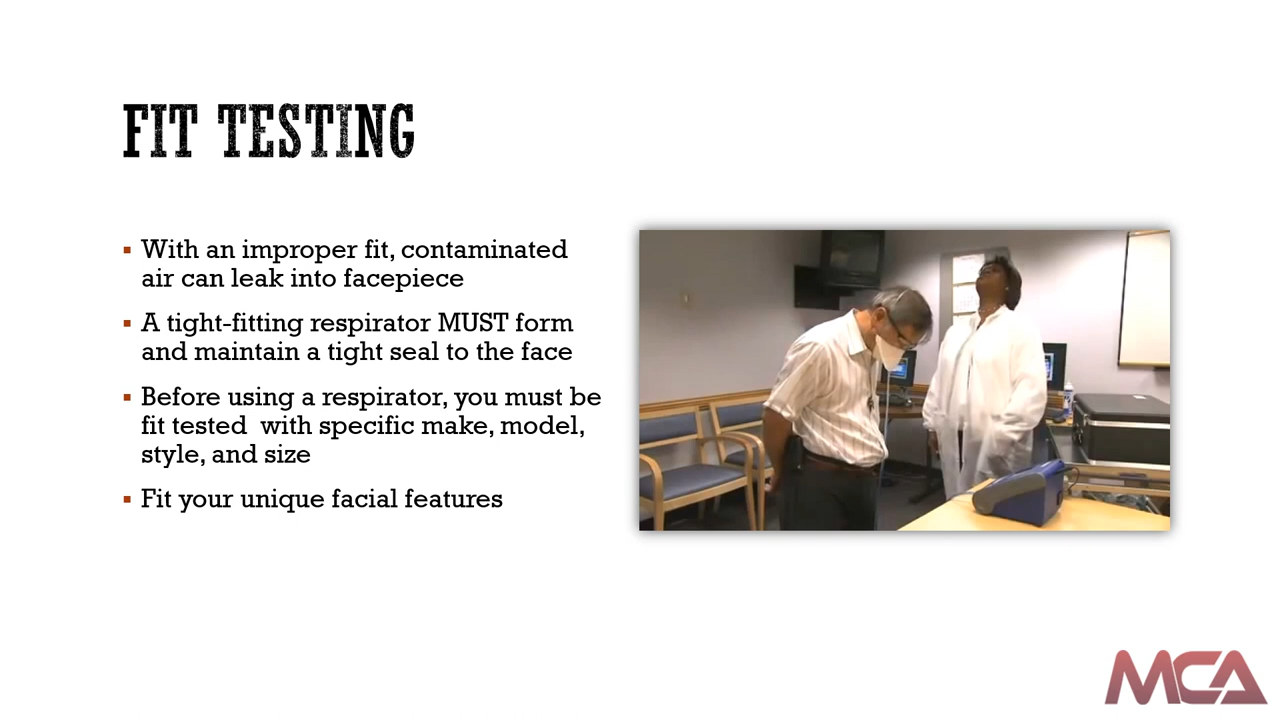 FIT TESTING
With an improper fit, contaminated
air can leak into facepiece
A tight-fitting respirator MUST form
and maintain a tight seal to the face
Before using a respirator, you must be
fit tested  with specific make, model,
style, and size
Fit your unique facial features
MCA